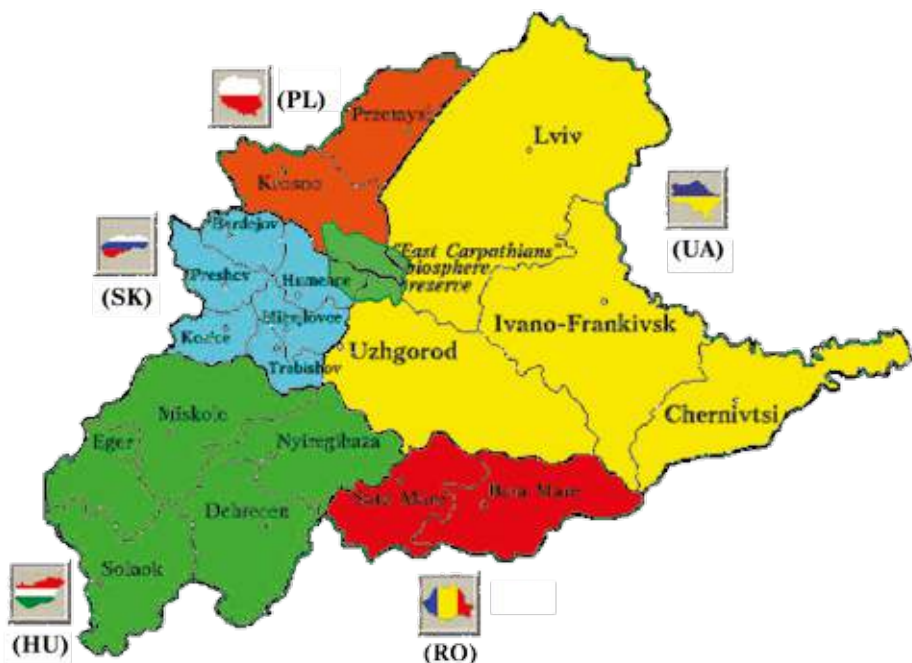 (PL)
Przemysl
Lviv
Krosno
(UA)
Bardejov
(SK)
Preshov
Humenne
"East Carpathians"
biosphere
preserve
Michalovce
Ivano-Frankivsk
Kosice
Uzhgorod
Trebishov
Chernivtsi
Miskolc
Eger
Nyiregihaza
Satu Mare
Baia Mare
Debrecen
Solnok
(HU)
(RO)